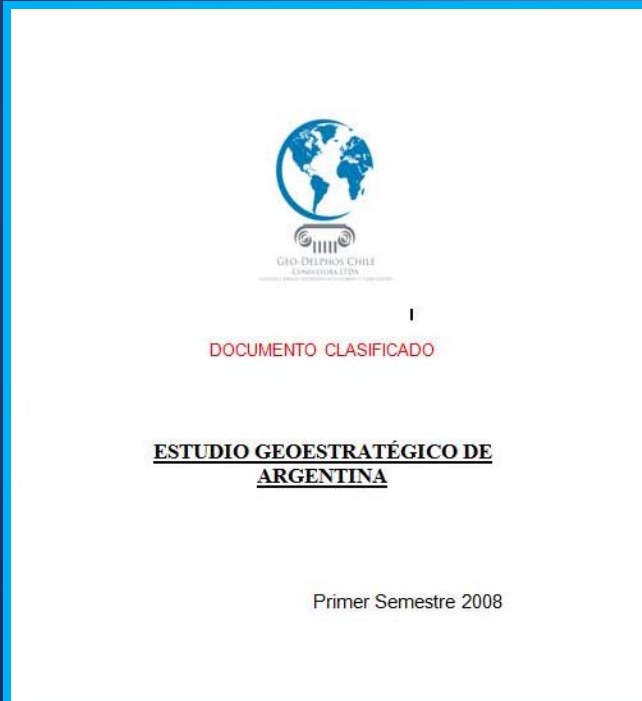 GEO-DELPHOS CHILE
CONSULTORA LTDA.
DOCUMENTO CLASIFICADO
ESTUDIO GEOESTRATÉGICO DE
ARGENTINA
Primer Semestre 2008